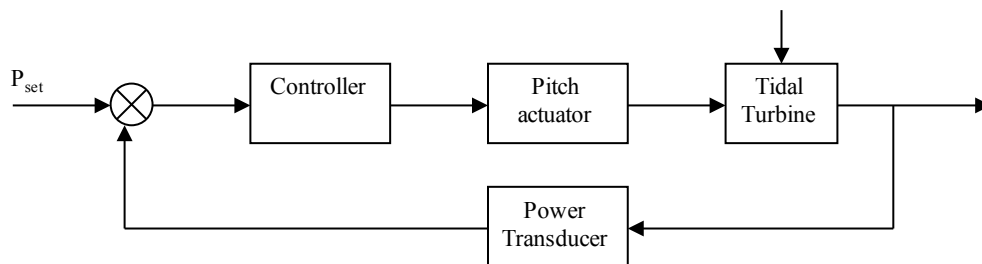 P_set
Controller
Pitch
actuator
Tidal
Turbine
Power
Transducer